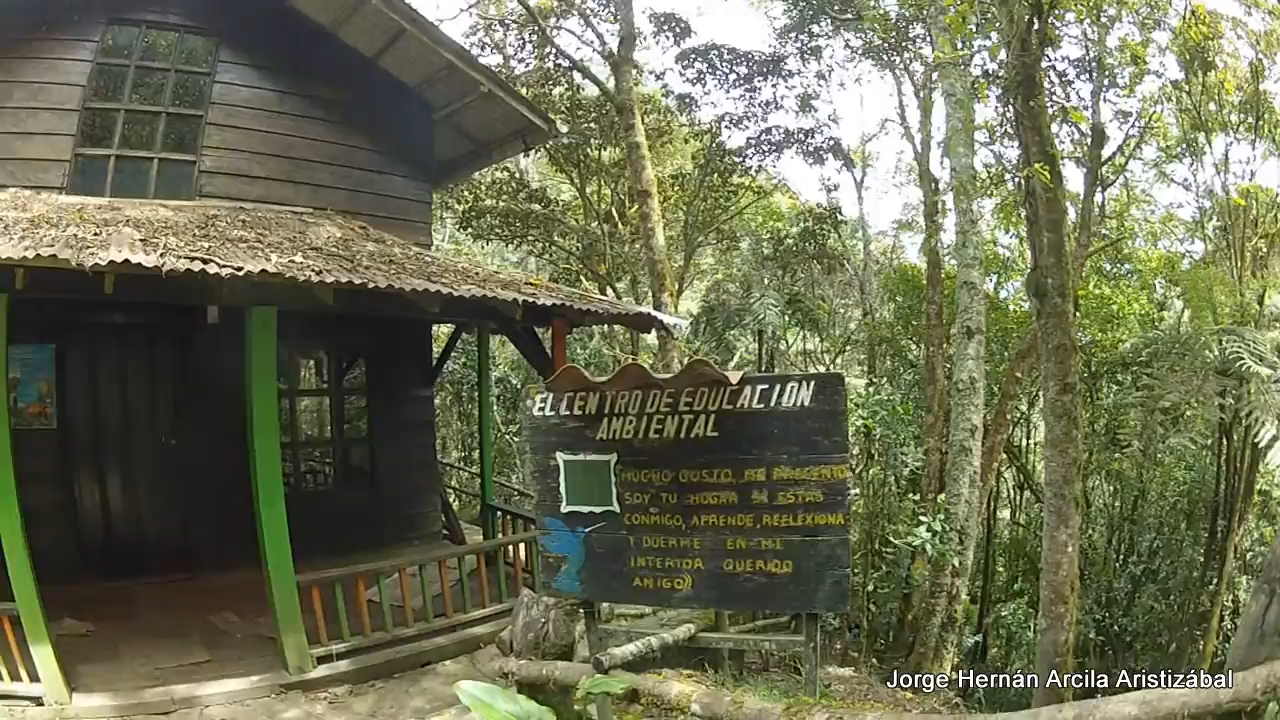 EL CENTRO DE EDUCACION
AMBIENTAL
MUCHO GUSTO, ME PRESENTO
SOY TU HOGAR SI ESTAS
CONMIGO, APRENDE, REFLEXIONA
Y DUERME EN MI
INTERIOR QUERIDO
AMIGO))
Jorge Hernán Arcila Aristizábal